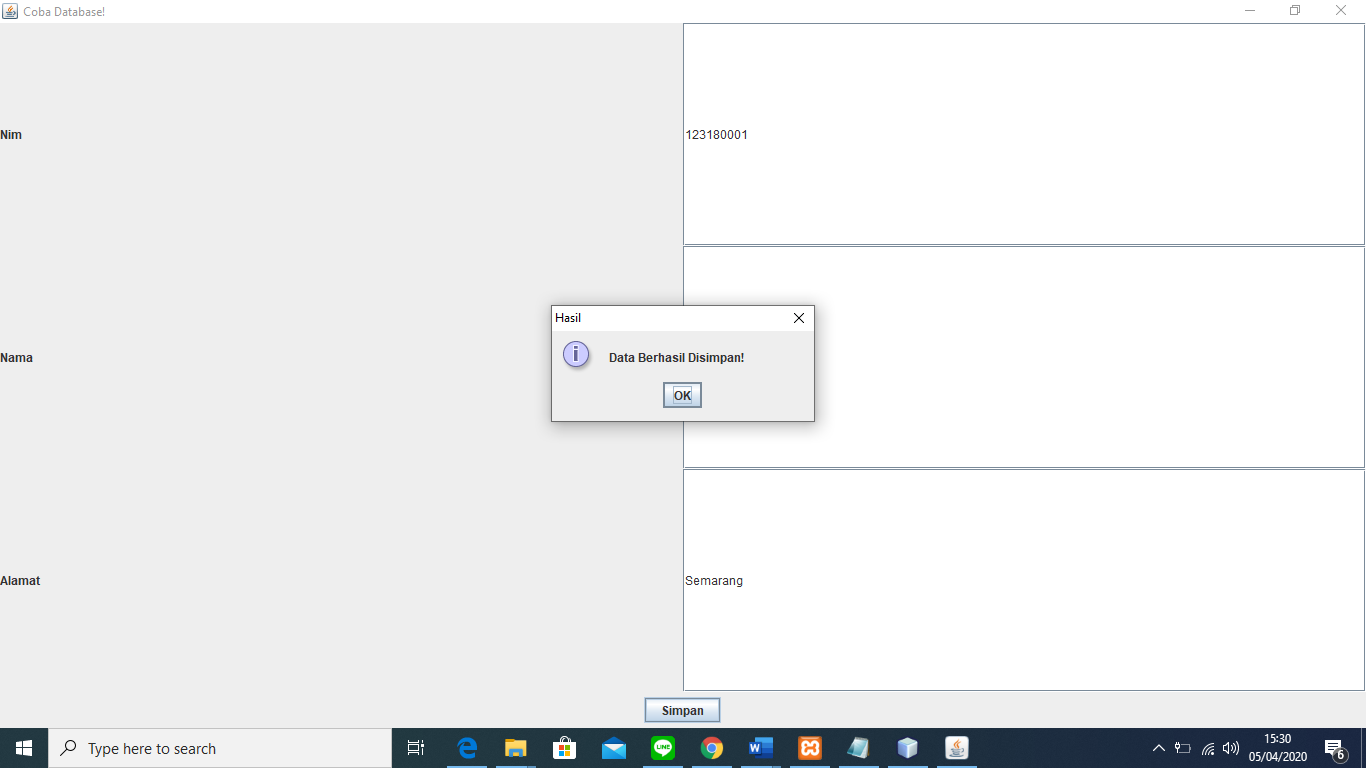 Coba Database!
Nim
123180001
Hasil
Nama
Data Berhasil Disimpan!
OK
Alamat
Semarang
Simpan
Type here to search
LINE
W
15:30
05/04/2020
6